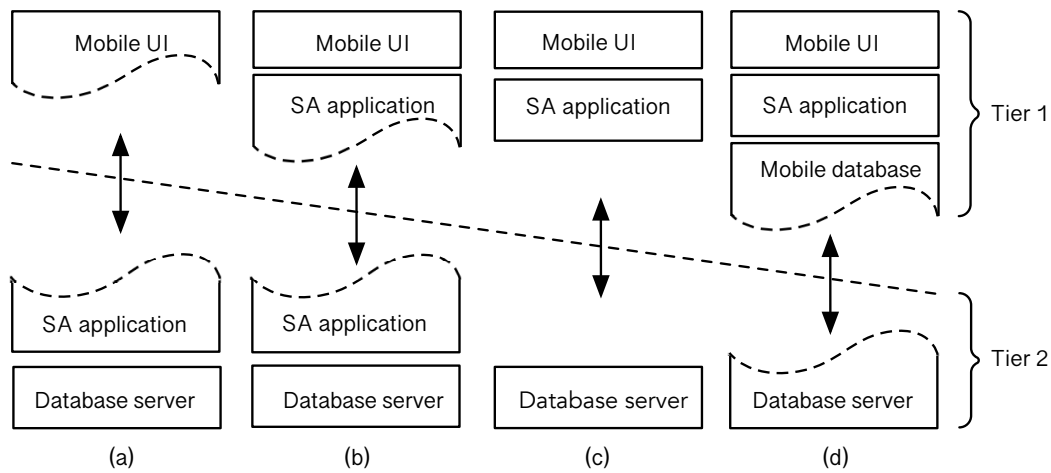 Mobile UI
Mobile UI
Mobile UI
Mobile UI
SA application
SA application
SA application
Tier 1
Mobile database
SA application
SA application
Tier 2
Database server
Database server
Database server
Database server
(a)
(b)
(c)
(d)